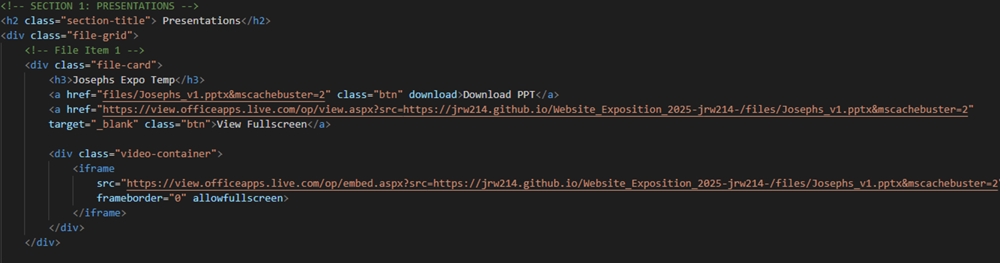 <!-- SECTION 1: PRESENTATIONS -->
<h2 class="section-title"> Presentations</h2>
<div class="file-grid">
    <!-- File Item 1 -->
    <div class="file-card">
        <h3>Josephs Expo Temp</h3>
        <a href="files/Josephs_v1.pptx&mscachebuster=2" class="btn" download>Download PPT</a>
        <a href="https://view.officeapps.live.com/op/view.aspx?src=https://jrw214.github.io/Website_Exposition_2025-jrw214-/files/Josephs_v1.pptx&mscachebuster=2"
        target="_blank" class="btn">View Fullscreen</a>
        <div class="video-container">
            <iframe
                src="https://view.officeapps.live.com/op/embed.aspx?src=https://jrw214.github.io/Website_Exposition_2025-jrw214-/files/Josephs_v1.pptx&mscachebuster=2"
                frameborder="0" allowfullscreen>
            </iframe>
        </div>
    </div>